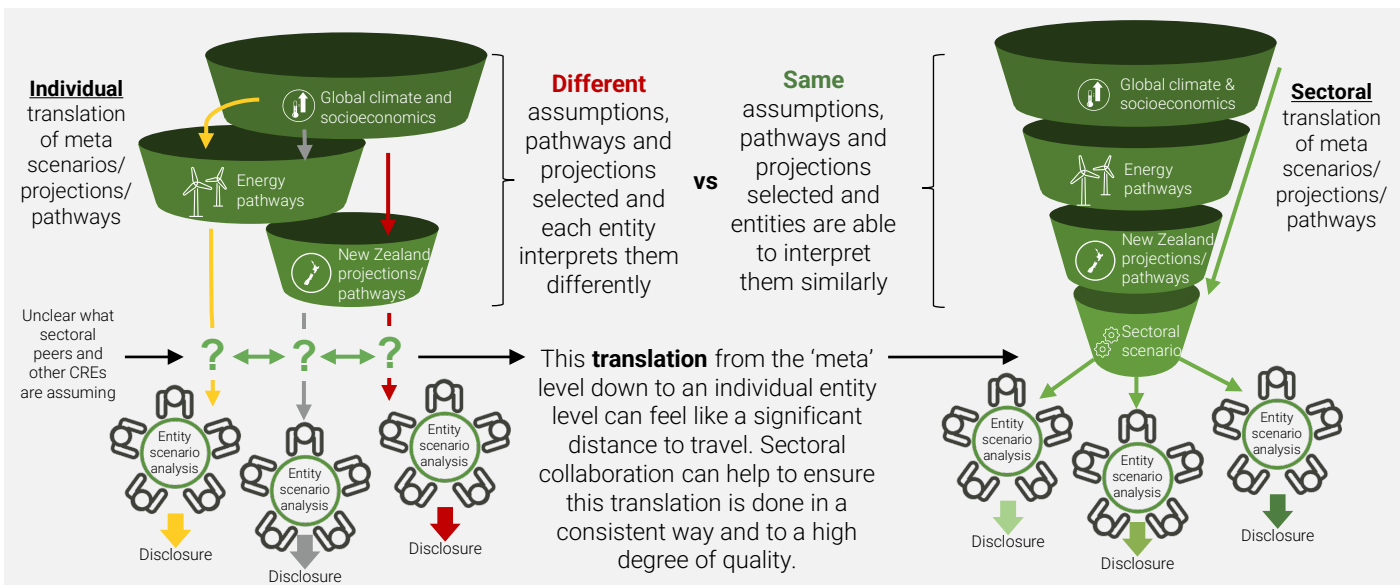 Individual
translation
of meta
scenarios/
projections/
pathways
Global climate and
socioeconomics
Energy
pathways
New Zealand
projections/
pathways
Different
assumptions,
pathways and
projections
selected and
each entity
interprets them
differently
vs
Same
assumptions,
pathways and
projections
selected and
entities are able
to interpret
them similarly
Global climate &
socioeconomics
Energy
pathways
New Zealand
projections/
pathways
Sectoral
scenario
Sectoral
translation
of meta
scenarios/
projections/
pathways
Unclear what
sectoral
peers and
other CREs
are assuming
? ? ?
This translation from the ‘meta’
level down to an individual entity
level can feel like a significant
distance to travel. Sectoral
collaboration can help to ensure
this translation is done in a
consistent way and to a high
degree of quality.
Entity
scenario
analysis
Entity
scenario
analysis
Entity
scenario
analysis
Disclosure
Disclosure
Disclosure
Entity
scenario
analysis
Entity
scenario
analysis
Entity
scenario
analysis
Disclosure
Disclosure
Disclosure